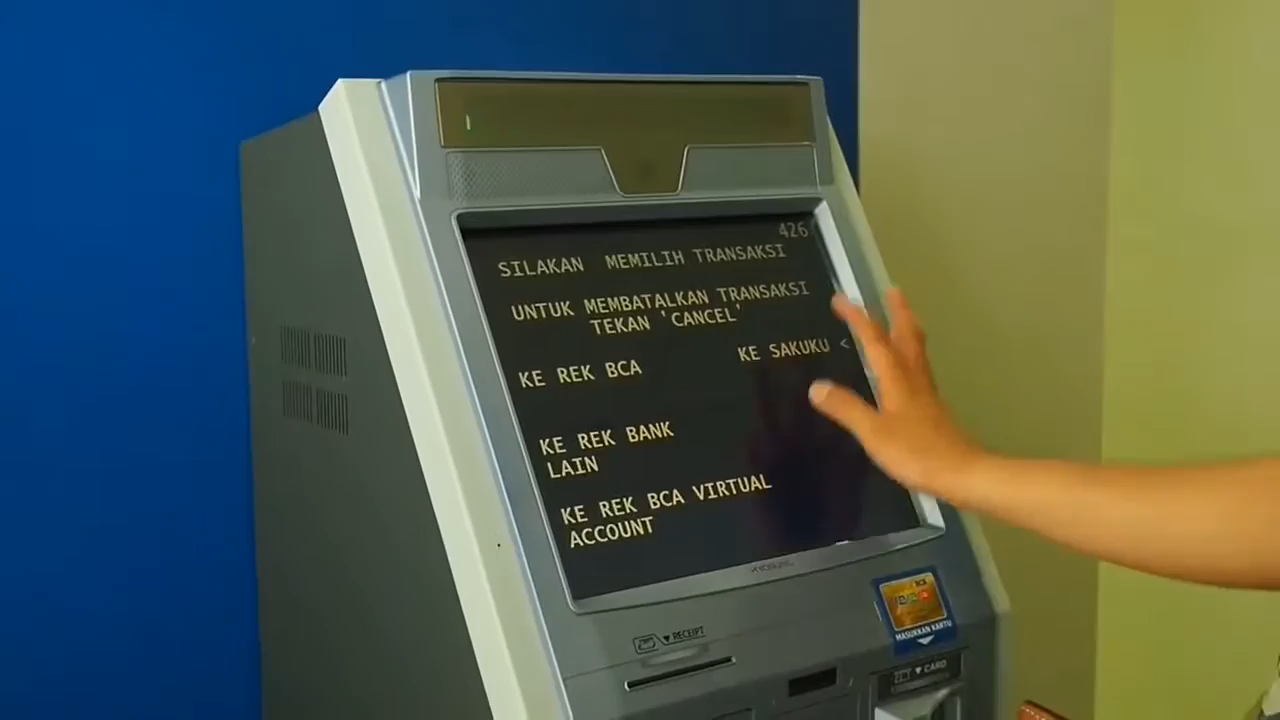 426
SILAKAN MEMILIH TRANSAKSI
UNTUK MEMBATALKAN TRANSAKSI
TEKAN 'CANCEL'
KE REK BCA
KE SAKUKU <
KE REK BANK
LAIN
KE REK BCA VIRTUAL
ACCOUNT
HYOSUNG
RECEIPT
MASUKKAN KARTU
CARD